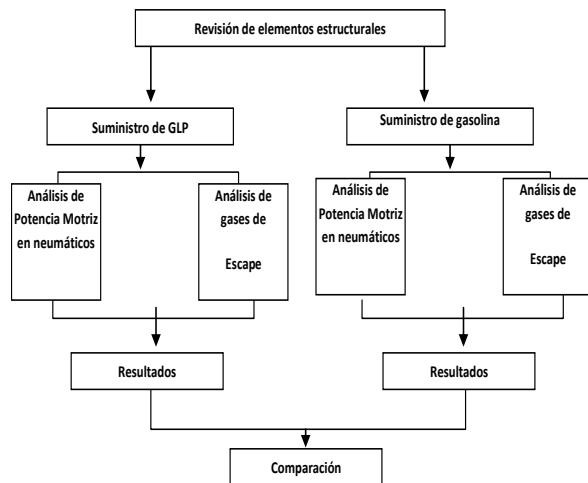 Revisión de elementos estructurales
Suministro de GLP
Suministro de gasolina
Análisis de
Potencia Motriz
en neumáticos
Análisis de
gases de
Escape
Análisis de
Potencia Motriz
en neumáticos
Análisis de
gases de
Escape
Resultados
Resultados
Comparación